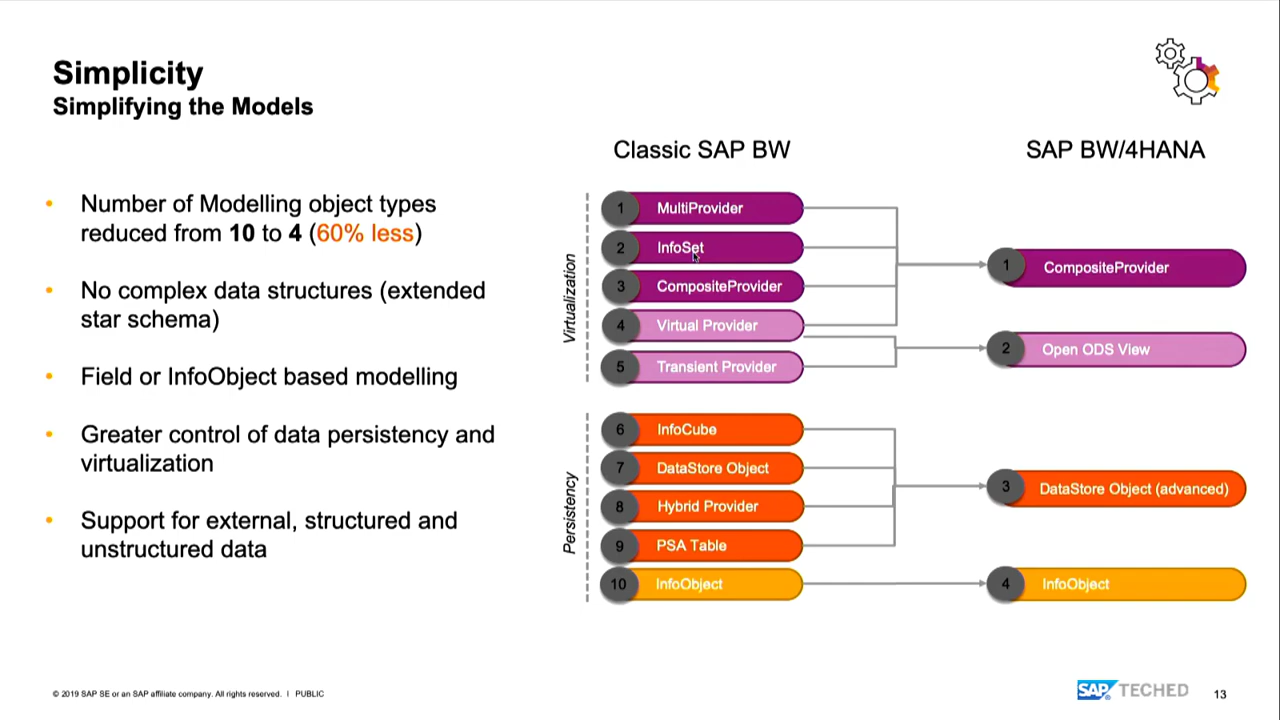 Simplicity
Simplifying the Models
• Number of Modelling object types
reduced from 10 to 4 (60% less)
• No complex data structures (extended
star schema)
• Field or InfoObject based modelling
• Greater control of data persistency and
virtualization
• Support for external, structured and
unstructured data
Classic SAP BW
Virtualization
1 MultiProvider
2 InfoSet
3 CompositeProvider
4 Virtual Provider
5 Transient Provider
Persistency
6 InfoCube
7 DataStore Object
8 Hybrid Provider
9 PSA Table
10 InfoObject
SAP BW/4HANA
1 CompositeProvider
2 Open ODS View
3 DataStore Object (advanced)
4 InfoObject
© 2019 SAP SE or an SAP affiliate company. All rights reserved. | PUBLIC
SAP® TECHED
13